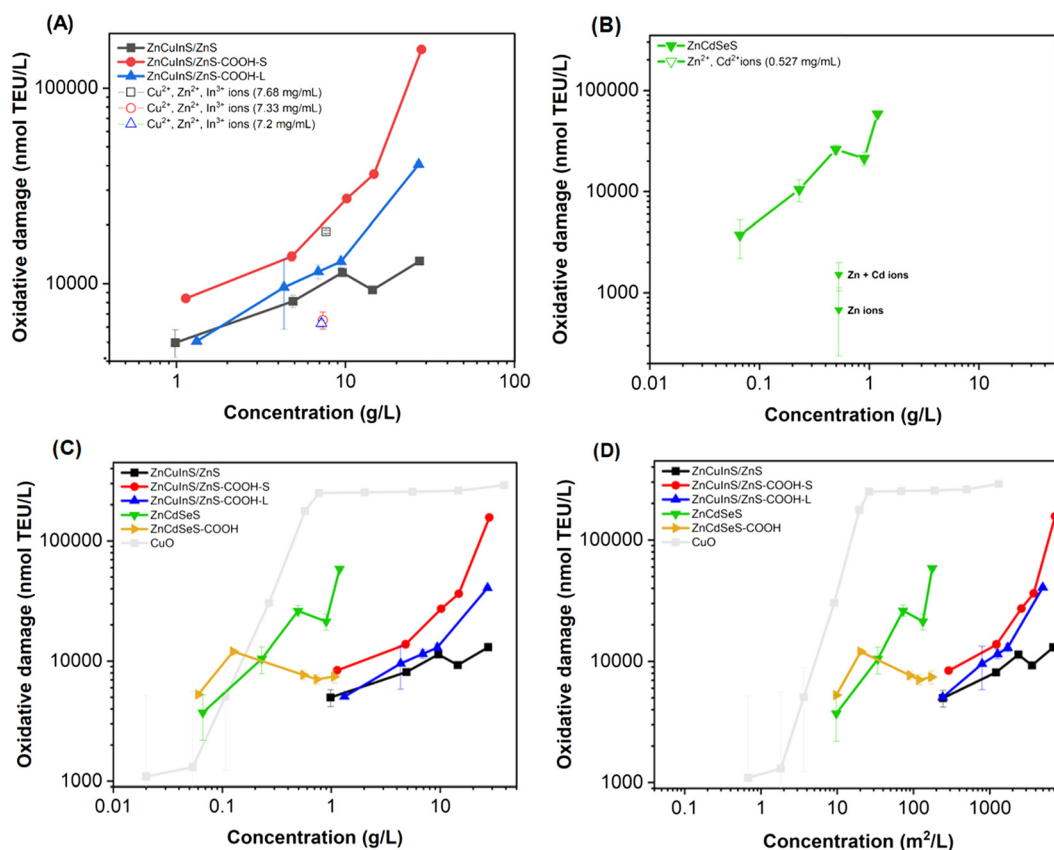 (A)
ZnCuInS/ZnS
ZnCuInS/ZnS-COOH-S
ZnCuInS/ZnS-COOH-L
Cu²⁺, Zn²⁺, In³⁺ ions (7.68 mg/mL)
Cu²⁺, Zn²⁺, In³⁺ ions (7.33 mg/mL)
Cu²⁺, Zn²⁺, In³⁺ ions (7.2 mg/mL)
Oxidative damage (nmol TEU/L)
100000
10000
1
10
100
Concentration (g/L)
(B)
ZnCdSeS
Zn²⁺, Cd²⁺ions (0.527 mg/mL)
Zn + Cd ions
Zn ions
Oxidative damage (nmol TEU/L)
100000
10000
1000
0.01
0.1
1
10
Concentration (g/L)
(C)
ZnCuInS/ZnS
ZnCuInS/ZnS-COOH-S
ZnCuInS/ZnS-COOH-L
ZnCdSeS
ZnCdSeS-COOH
CuO
Oxidative damage (nmol TEU/L)
100000
10000
1000
0.01
0.1
1
10
Concentration (g/L)
(D)
ZnCuInS/ZnS
ZnCuInS/ZnS-COOH-S
ZnCuInS/ZnS-COOH-L
ZnCdSeS
ZnCdSeS-COOH
CuO
Oxidative damage (nmol TEU/L)
100000
10000
1000
0.1
1
10
100
1000
Concentration (m²/L)